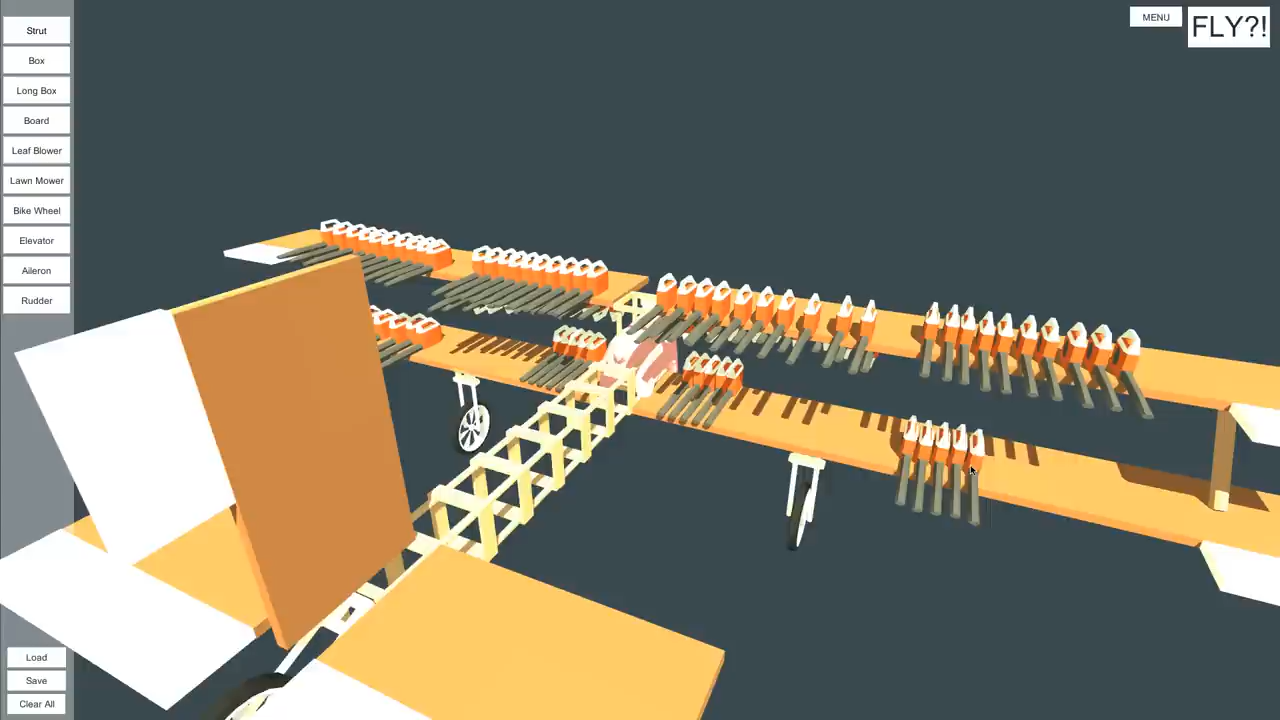 Strut
Box
Long Box
Board
Leaf Blower
Lawn Mower
Bike Wheel
Elevator
Aileron
Rudder
Load
Save
Clear All
MENU
FLY?!